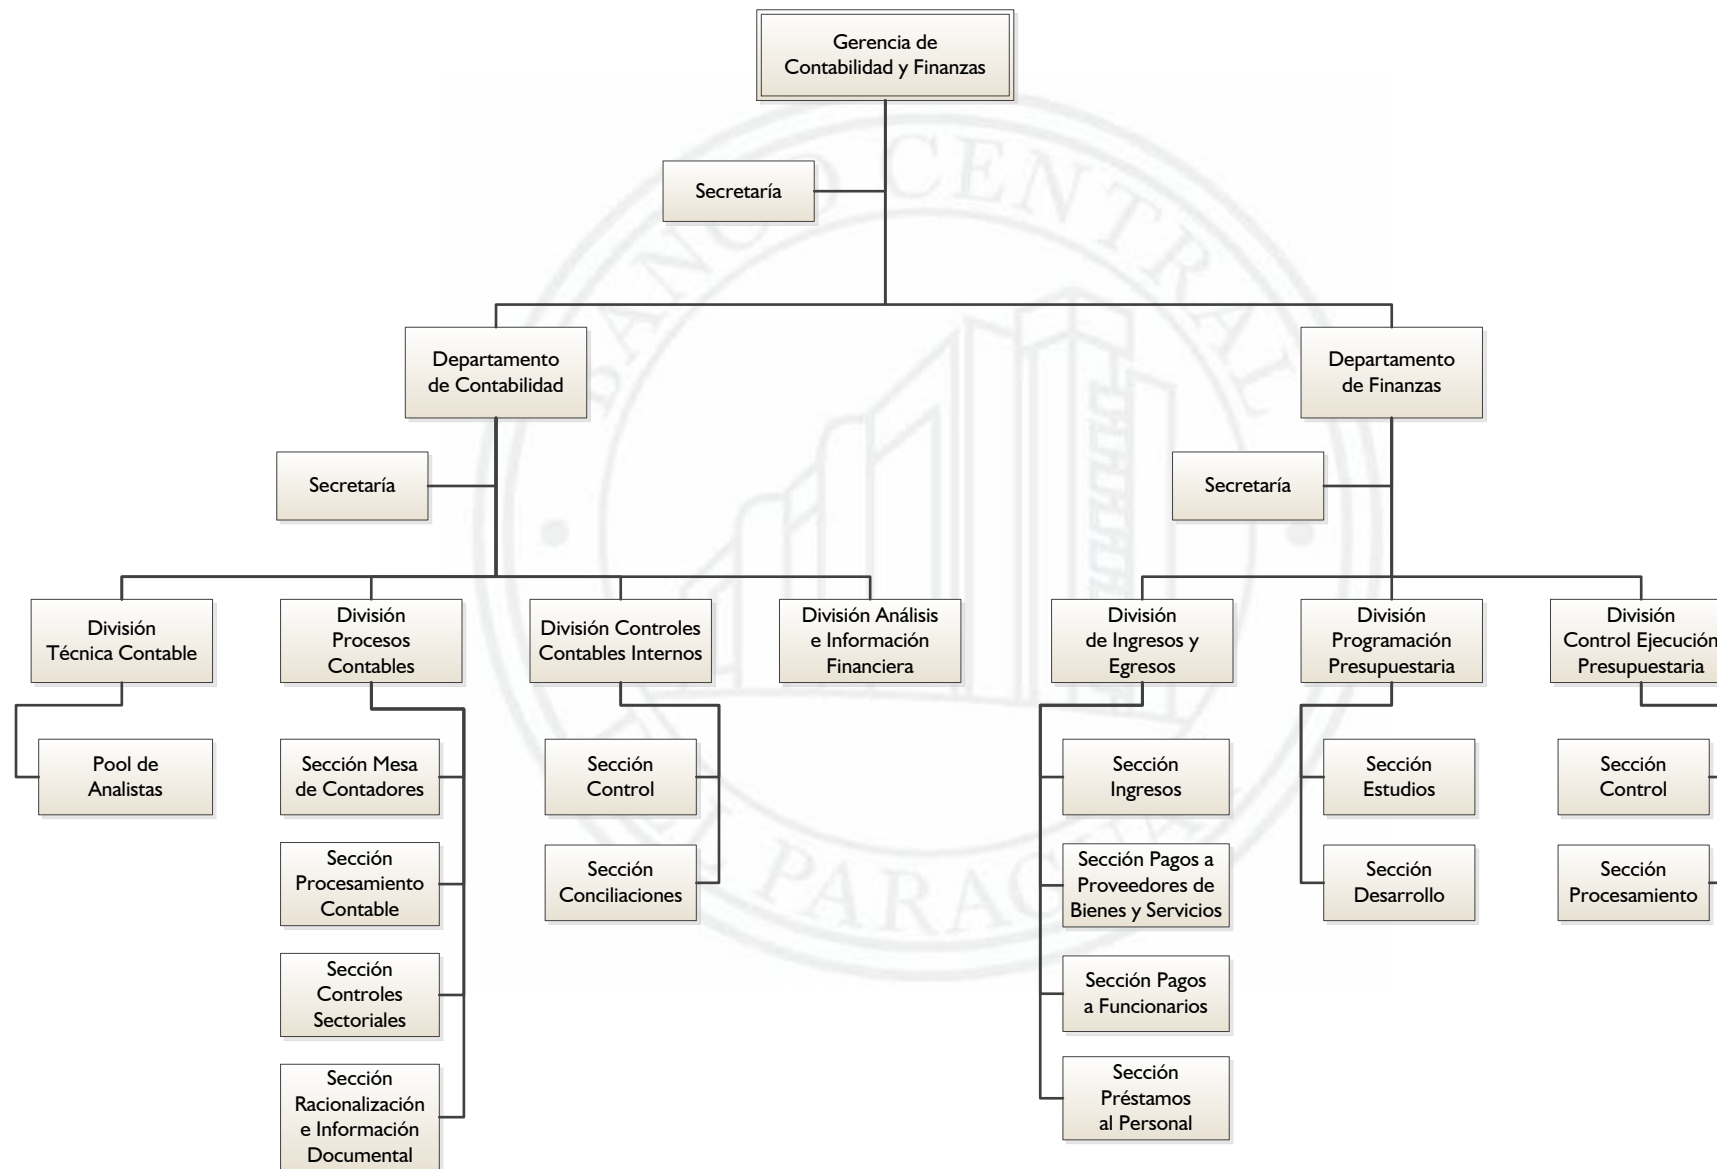 Gerencia de
Contabilidad y Finanzas
Secretaría
Departamento
de Contabilidad
Departamento
de Finanzas
Secretaría
Secretaría
División
Técnica Contable
División
Procesos
Contables
División Controles
Contables Internos
División Análisis
e Información
Financiera
División
de Ingresos y
Egresos
División
Programación
Presupuestaria
División
Control Ejecución
Presupuestaria
Pool de
Analistas
Sección Mesa
de Contadores
Sección
Procesamiento
Contable
Sección
Controles
Sectoriales
Sección
Racionalización
e Información
Documental
Sección
Control
Sección
Conciliaciones
Sección
Ingresos
Sección Pagos a
Proveedores de
Bienes y Servicios
Sección Pagos
a Funcionarios
Sección
Préstamos
al Personal
Sección
Estudios
Sección
Desarrollo
Sección
Control
Sección
Procesamiento
BANCO CENTRAL
DEL PARAGUAY